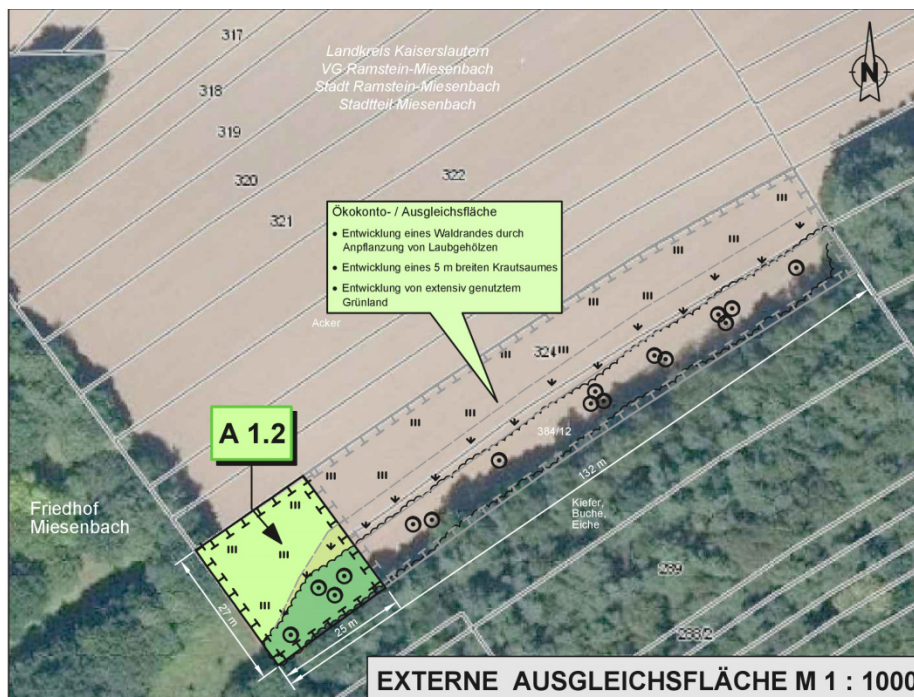 317
Landkreis Kaiserslautern
VG Ramstein-Miesenbach
Stadt Ramstein-Miesenbach
Stadtteil Miesenbach
N
318
319
320
322
321
Ökokonto- / Ausgleichsfläche
• Entwicklung eines Waldrandes durch
Anpflanzung von Laubgehölzen
• Entwicklung eines 5 m breiten Krautsaumes
• Entwicklung von extensiv genutztem
Grünland
Acker
324
A 1.2
384/12
132 m
Friedhof
Miesenbach
Kiefer,
Buche,
Eiche
289
27 m
25 m
288/2
EXTERNE AUSGLEICHSFLÄCHE M 1 : 1000